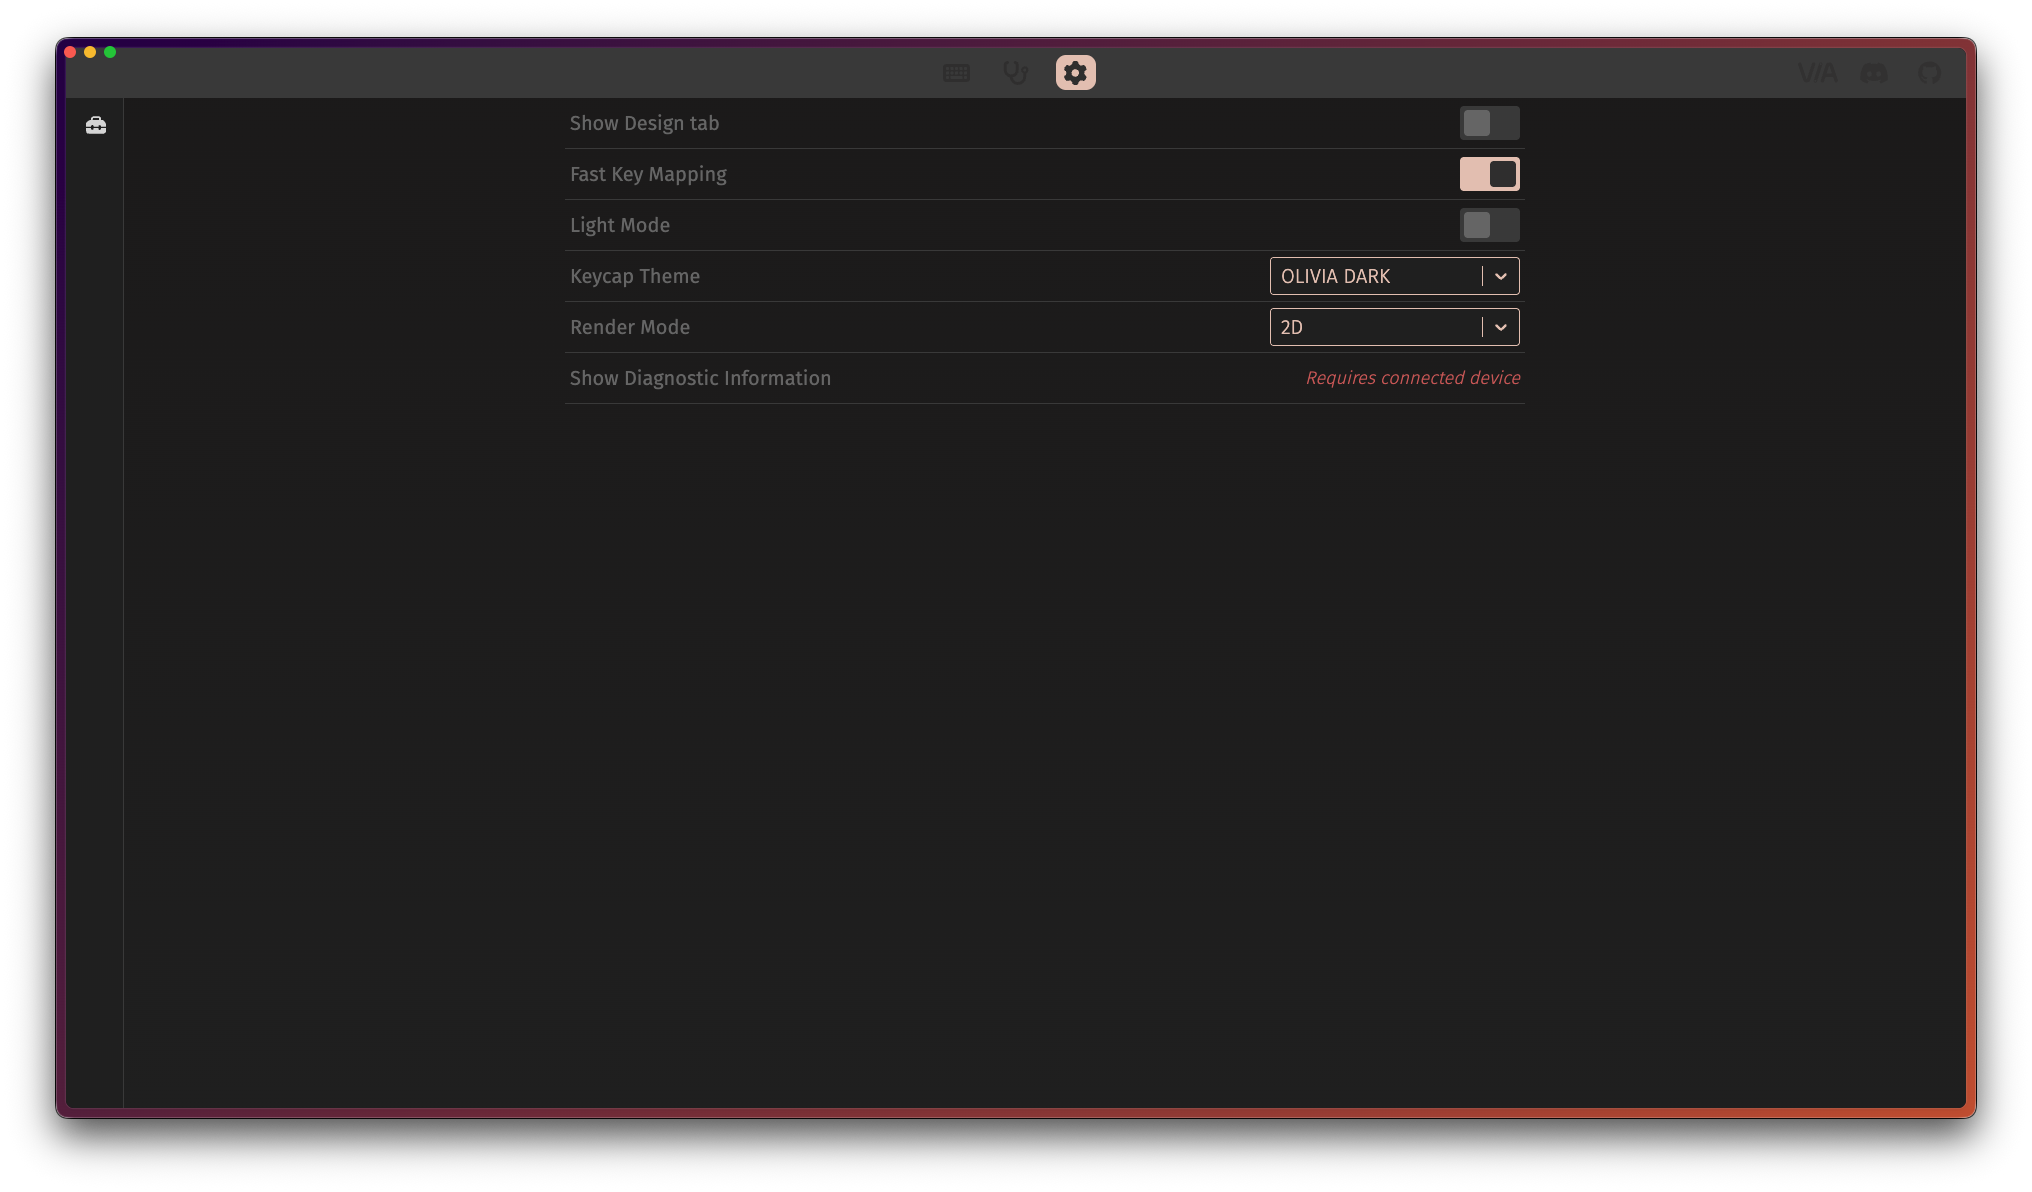 VIA
Show Design tab
Fast Key Mapping
Light Mode
Keycap Theme
OLIVIA DARK
Render Mode
2D
Show Diagnostic Information
Requires connected device